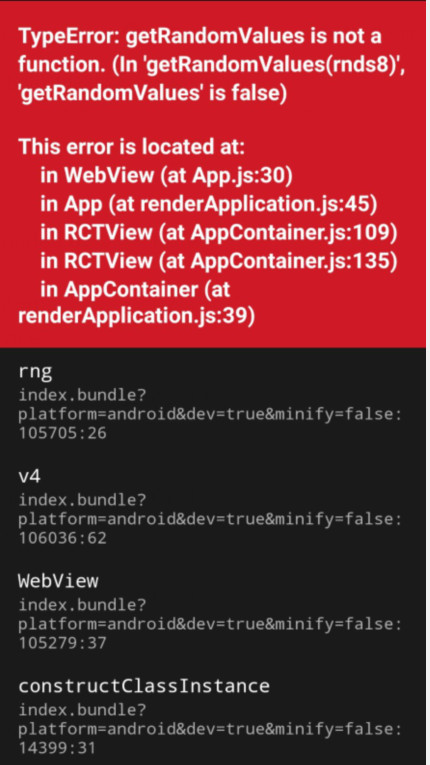 TypeError: getRandomValues is not a
function. (In 'getRandomValues(rnds8)',
'getRandomValues' is false)
This error is located at:
in WebView (at App.js:30)
in App (at renderApplication.js:45)
in RCTView (at AppContainer.js:109)
in RCTView (at AppContainer.js:135)
in AppContainer (at
renderApplication.js:39)
rng
index.bundle?
platform=android&dev=true&minify=false:
105705:26
v4
index.bundle?
platform=android&dev=true&minify=false:
106036:62
WebView
index.bundle?
platform=android&dev=true&minify=false:
105279:37
constructClassInstance
index.bundle?
platform=android&dev=true&minify=false:
14399:31